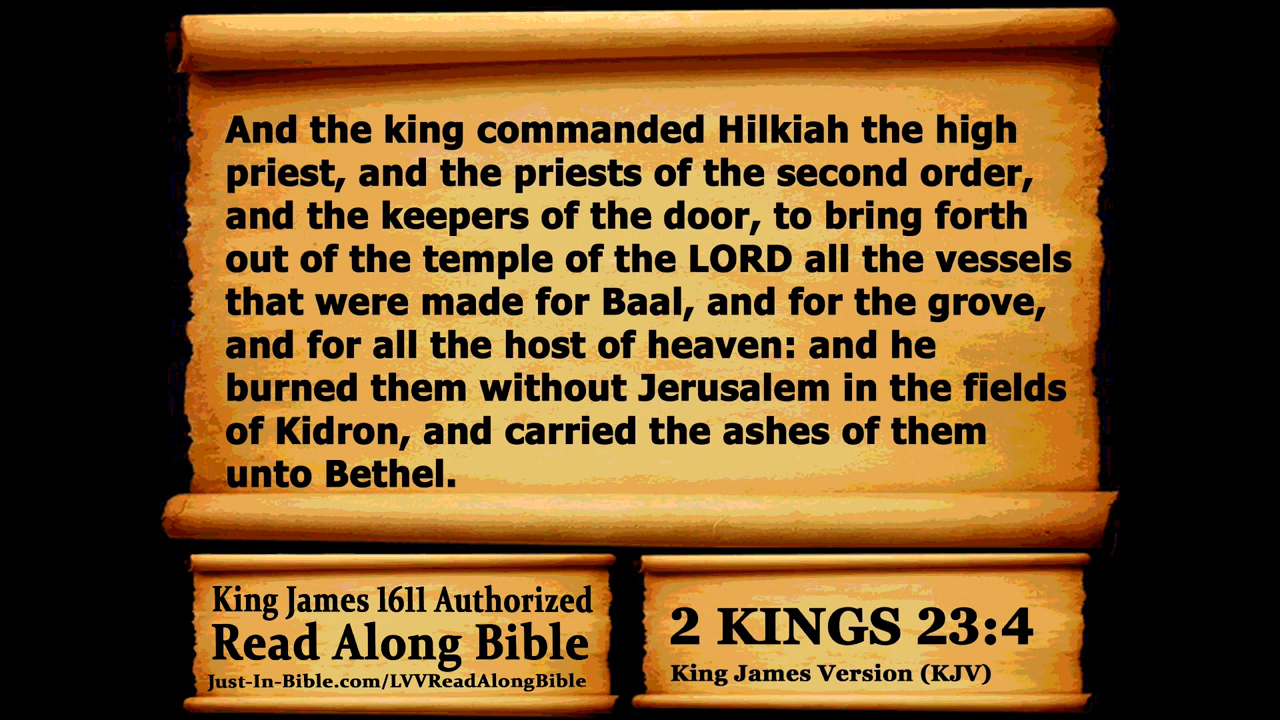 And the king commanded Hilkiah the high
priest, and the priests of the second order,
and the keepers of the door, to bring forth
out of the temple of the LORD all the vessels
that were made for Baal, and for the grove,
and for all the host of heaven: and he
burned them without Jerusalem in the fields
of Kidron, and carried the ashes of them
unto Bethel.
King James 1611 Authorized
Read Along Bible
Just-In-Bible.com/LVVReadAlongBible
2 KINGS 23:4
King James Version (KJV)